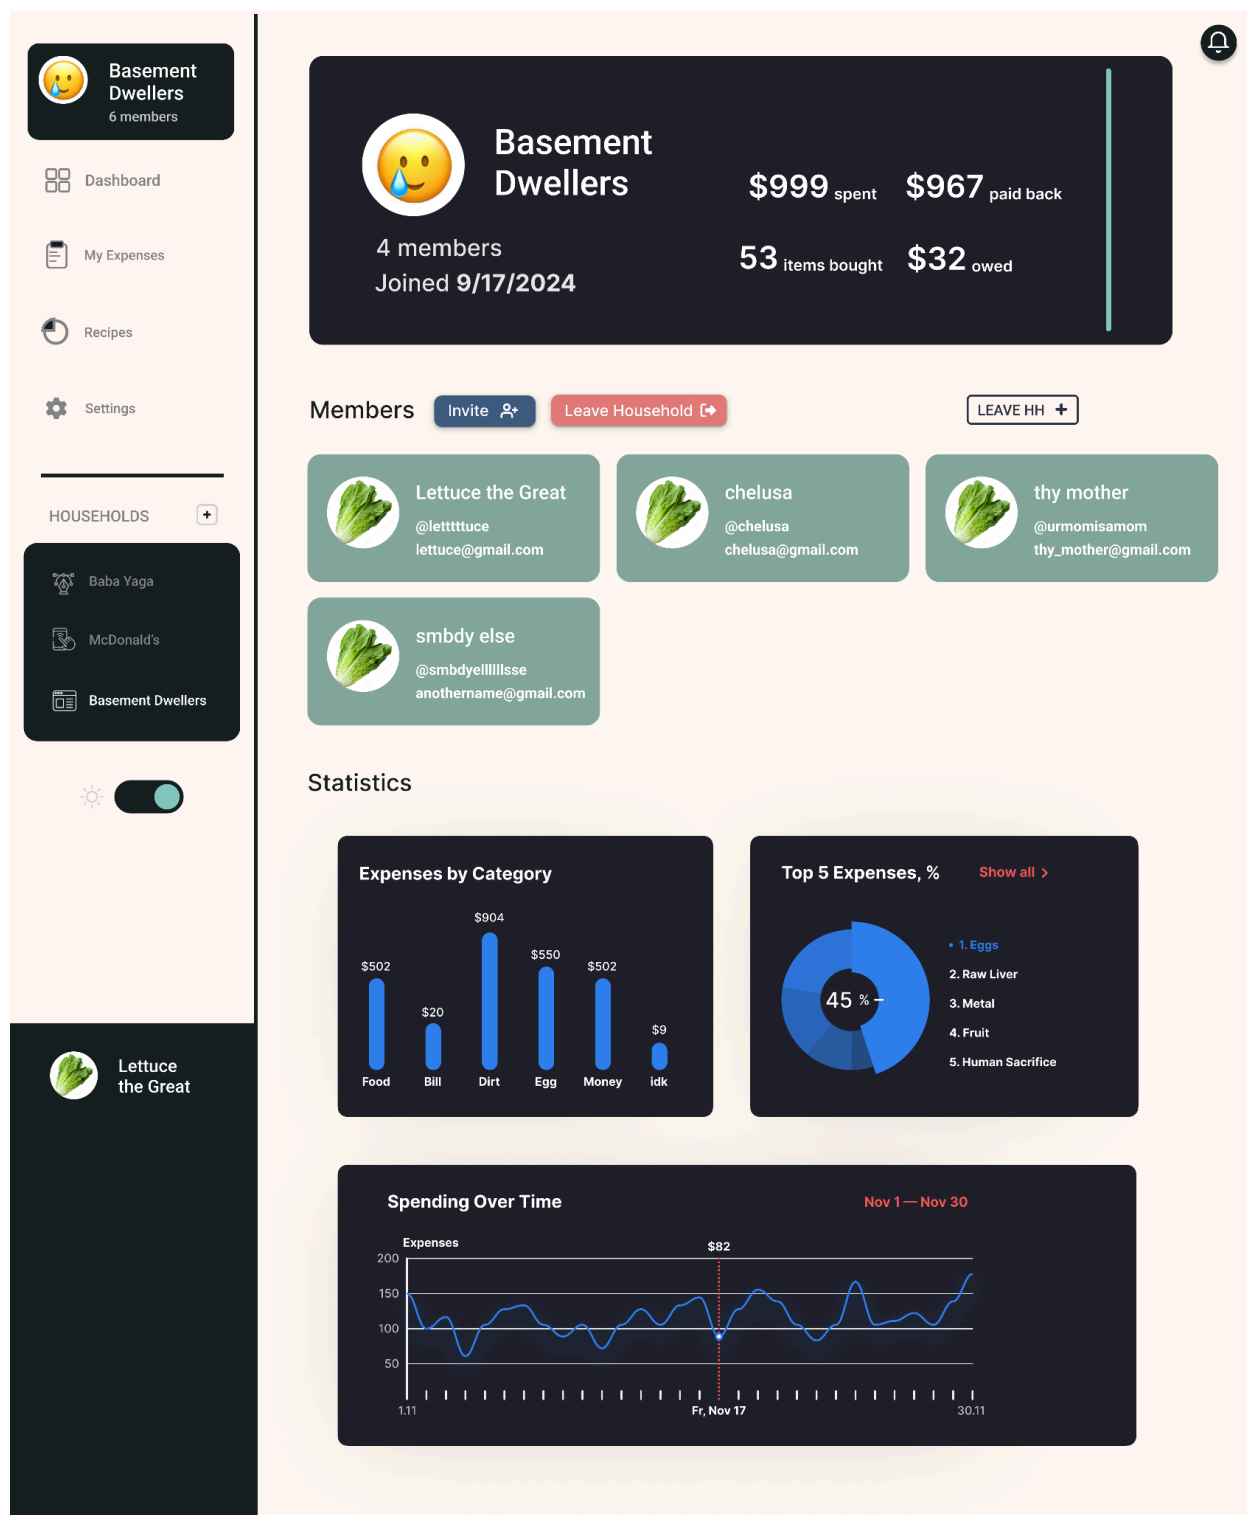 Basement
Dwellers
6 members
Dashboard
My Expenses
Recipes
Settings
HOUSEHOLDS
Baba Yaga
McDonald's
Basement Dwellers
Lettuce
the Great
Basement
Dwellers
4 members
Joined 9/17/2024
$999 spent $967 paid back
53 items bought $32 owed
Members Invite Leave Household LEAVE HH +
Lettuce the Great
@letttttuce
lettuce@gmail.com
chelusa
@chelusa
chelusa@gmail.com
thy mother
@urmomisamom
thy_mother@gmail.com
smbdy else
@smbdyellllllsse
anothername@gmail.com
Statistics
Expenses by Category
$502 $20 $904 $550 $502 $9
Food Bill Dirt Egg Money idk
Top 5 Expenses, % Show all
45 %
1. Eggs
2. Raw Liver
3. Metal
4. Fruit
5. Human Sacrifice
Spending Over Time Nov 1 — Nov 30
Expenses
$82
200
150
100
50
1.11 Fr, Nov 17 30.11